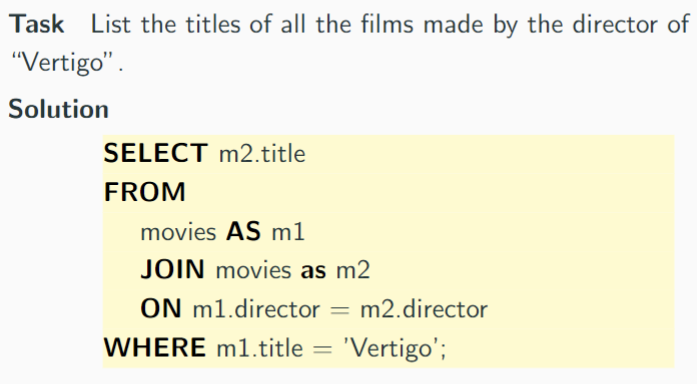 Task List the titles of all the films made by the director of
“Vertigo”.
Solution
SELECT m2.title
FROM
movies AS m1
JOIN movies as m2
ON m1.director = m2.director
WHERE m1.title = ’Vertigo’;